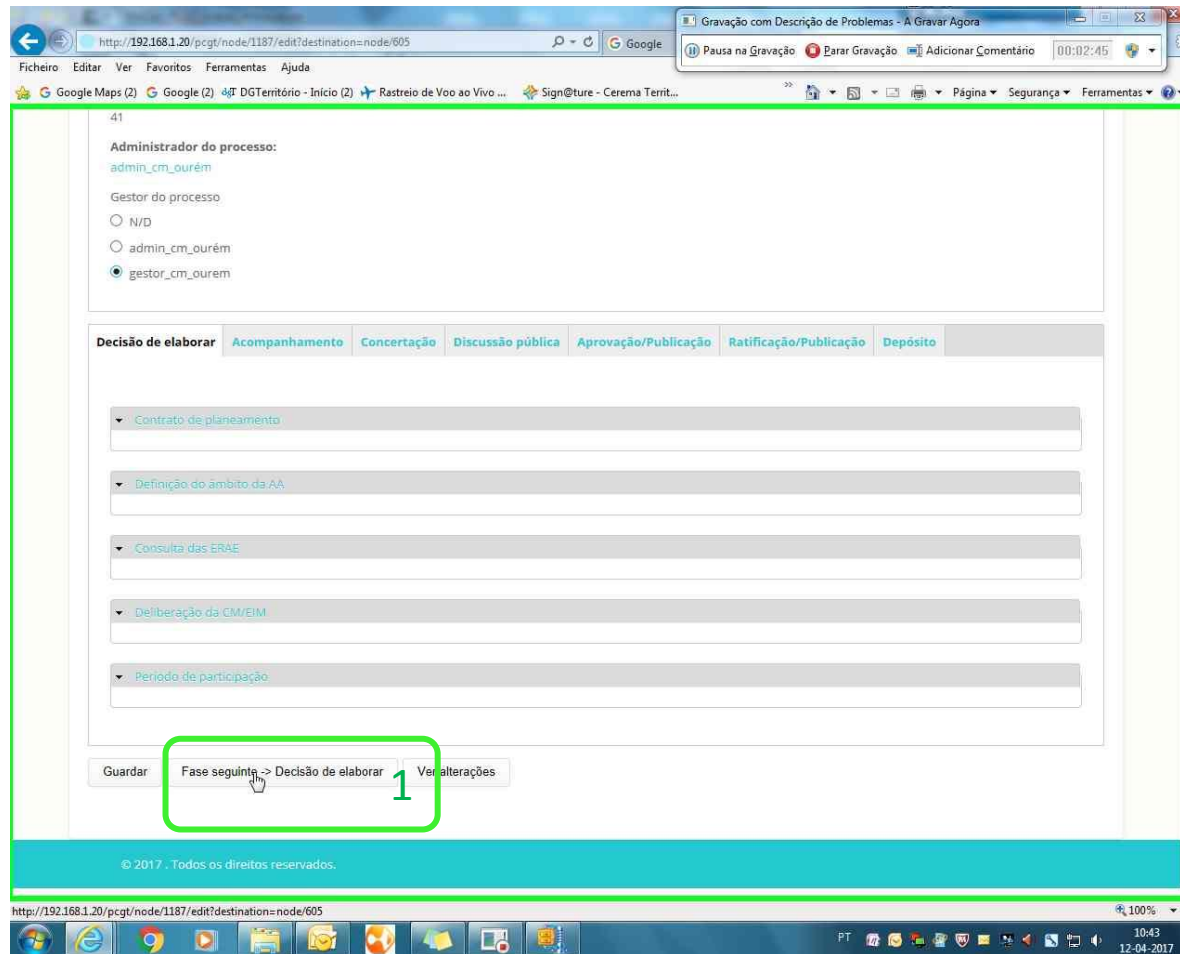 Gravação com Descrição de Problemas - A Gravar Agora
http://192.168.1.20/pcgt/node/1187/edit?destination=node/605
Google
Pausa na Gravação Parar Gravação Adicionar Comentário 00:02:45
Ficheiro Editar Ver Favoritos Ferramentas Ajuda
Google Maps (2) Google (2) DGTerritório - Início (2) Rastreio de Voo ao Vivo ... Sign@ture - Cerema Territ... Página Segurança Ferramentas
41
Administrador do processo:
admin_cm_ourém
Gestor do processo
N/D
admin_cm_ourém
gestor_cm_ourem
Decisão de elaborar Acompanhamento Concertação Discussão pública Aprovação/Publicação Ratificação/Publicação Depósito
Contrato de planeamento
Definição do âmbito da AA
Consulta das ERAE
Deliberação da CM/EIM
Período de participação
Guardar Fase seguinte -> Decisão de elaborar Ver alterações
1
© 2017 . Todos os direitos reservados.
http://192.168.1.20/pcgt/node/1187/edit?destination=node/605 100%
PT 10:43
12-04-2017